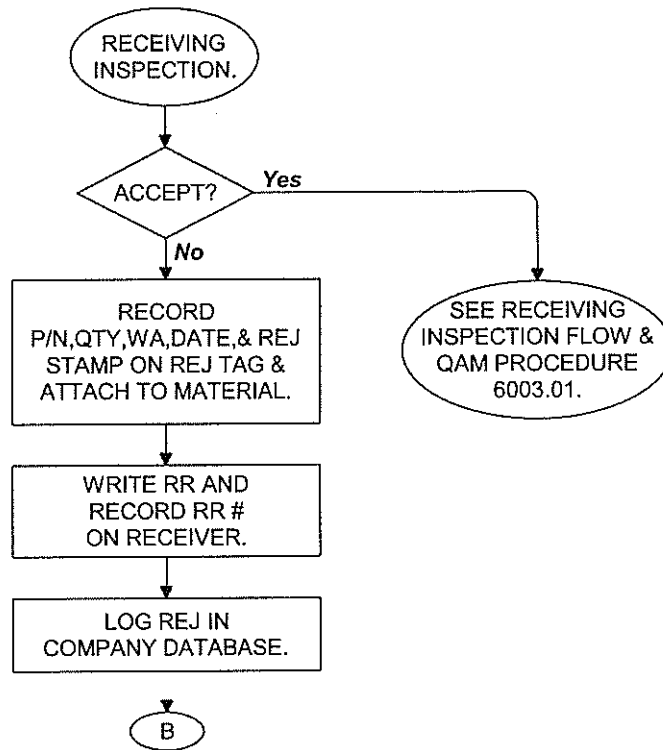 RECEIVING
INSPECTION.
ACCEPT?
Yes
No
RECORD
P/N,QTY,WA,DATE,& REJ
STAMP ON REJ TAG &
ATTACH TO MATERIAL.
SEE RECEIVING
INSPECTION FLOW &
QAM PROCEDURE
6003.01.
WRITE RR AND
RECORD RR #
ON RECEIVER.
LOG REJ IN
COMPANY DATABASE.
B